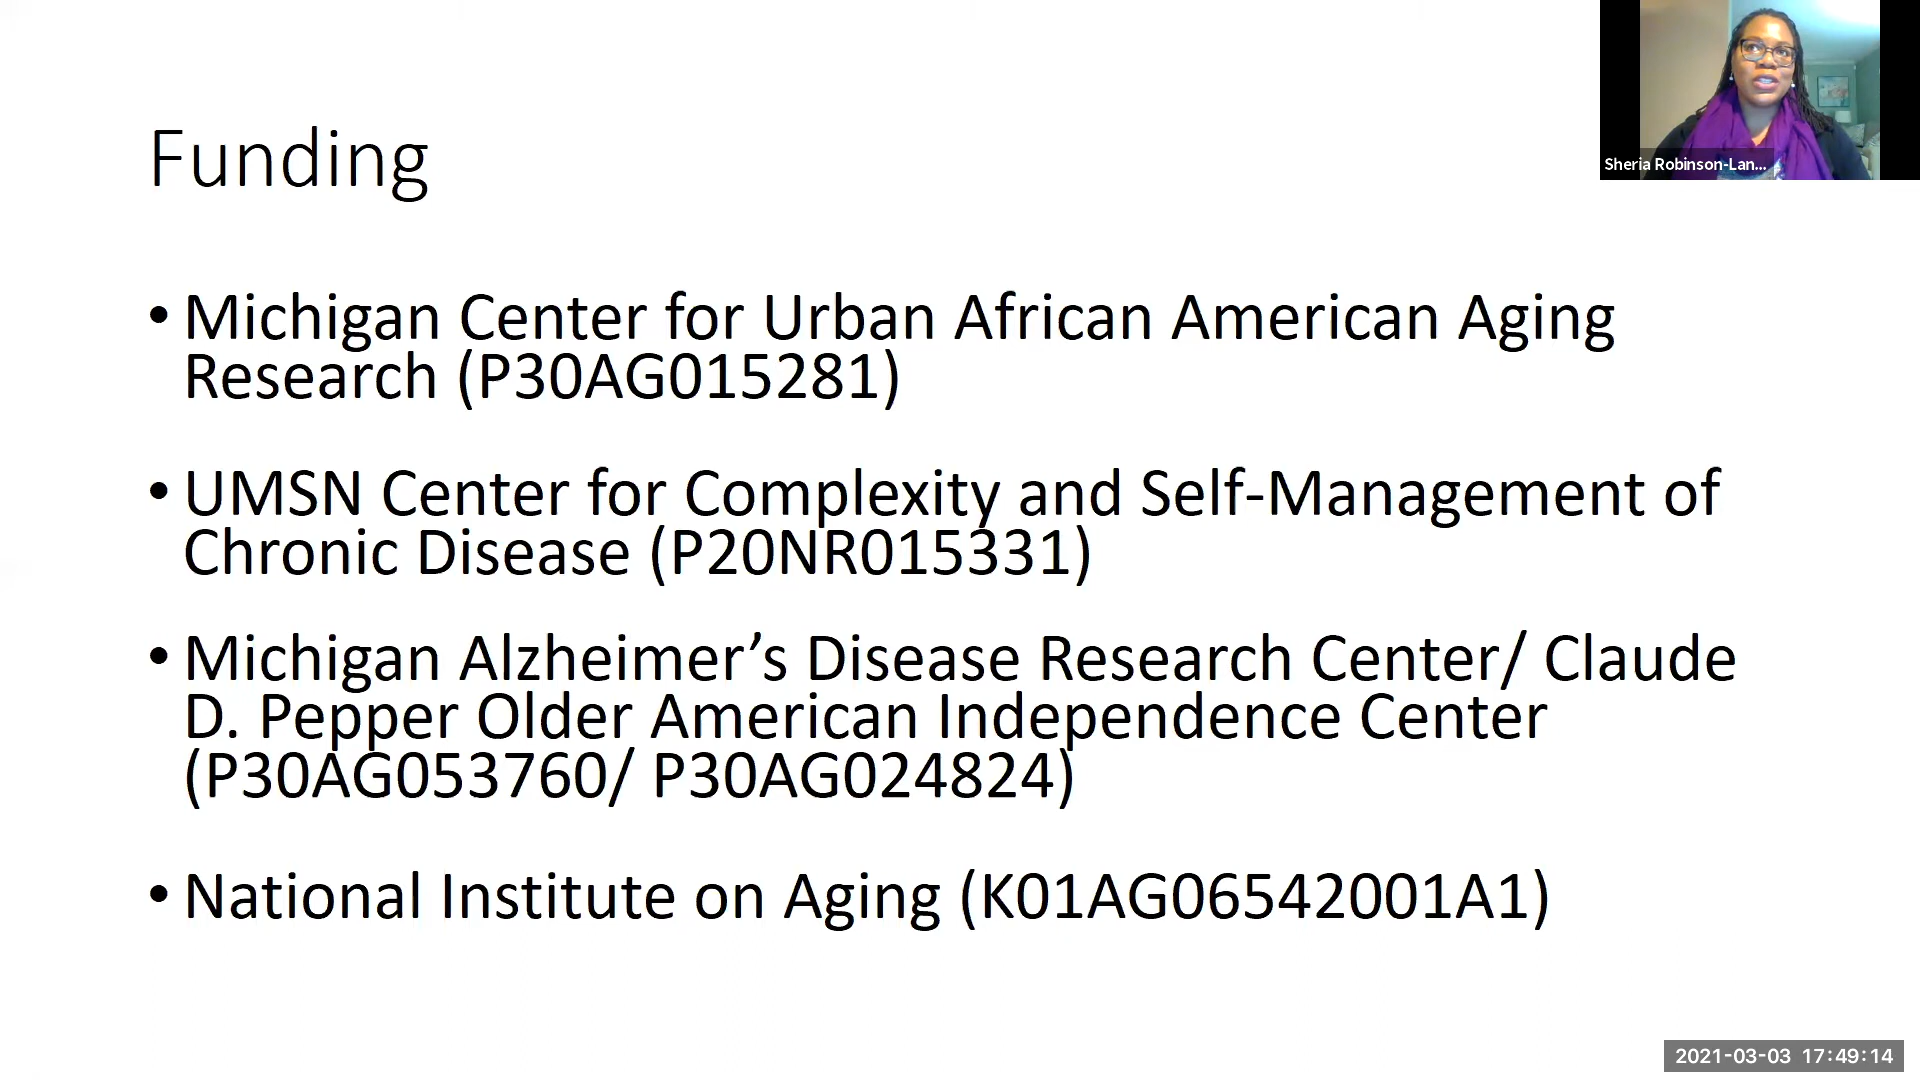 Funding
• Michigan Center for Urban African American Aging
Research (P30AG015281)
• UMSN Center for Complexity and Self-Management of
Chronic Disease (P20NR015331)
• Michigan Alzheimer’s Disease Research Center/ Claude
D. Pepper Older American Independence Center
(P30AG053760/ P30AG024824)
• National Institute on Aging (K01AG06542001A1)
Sheria Robinson-Lan...
2021-03-03 17:49:14